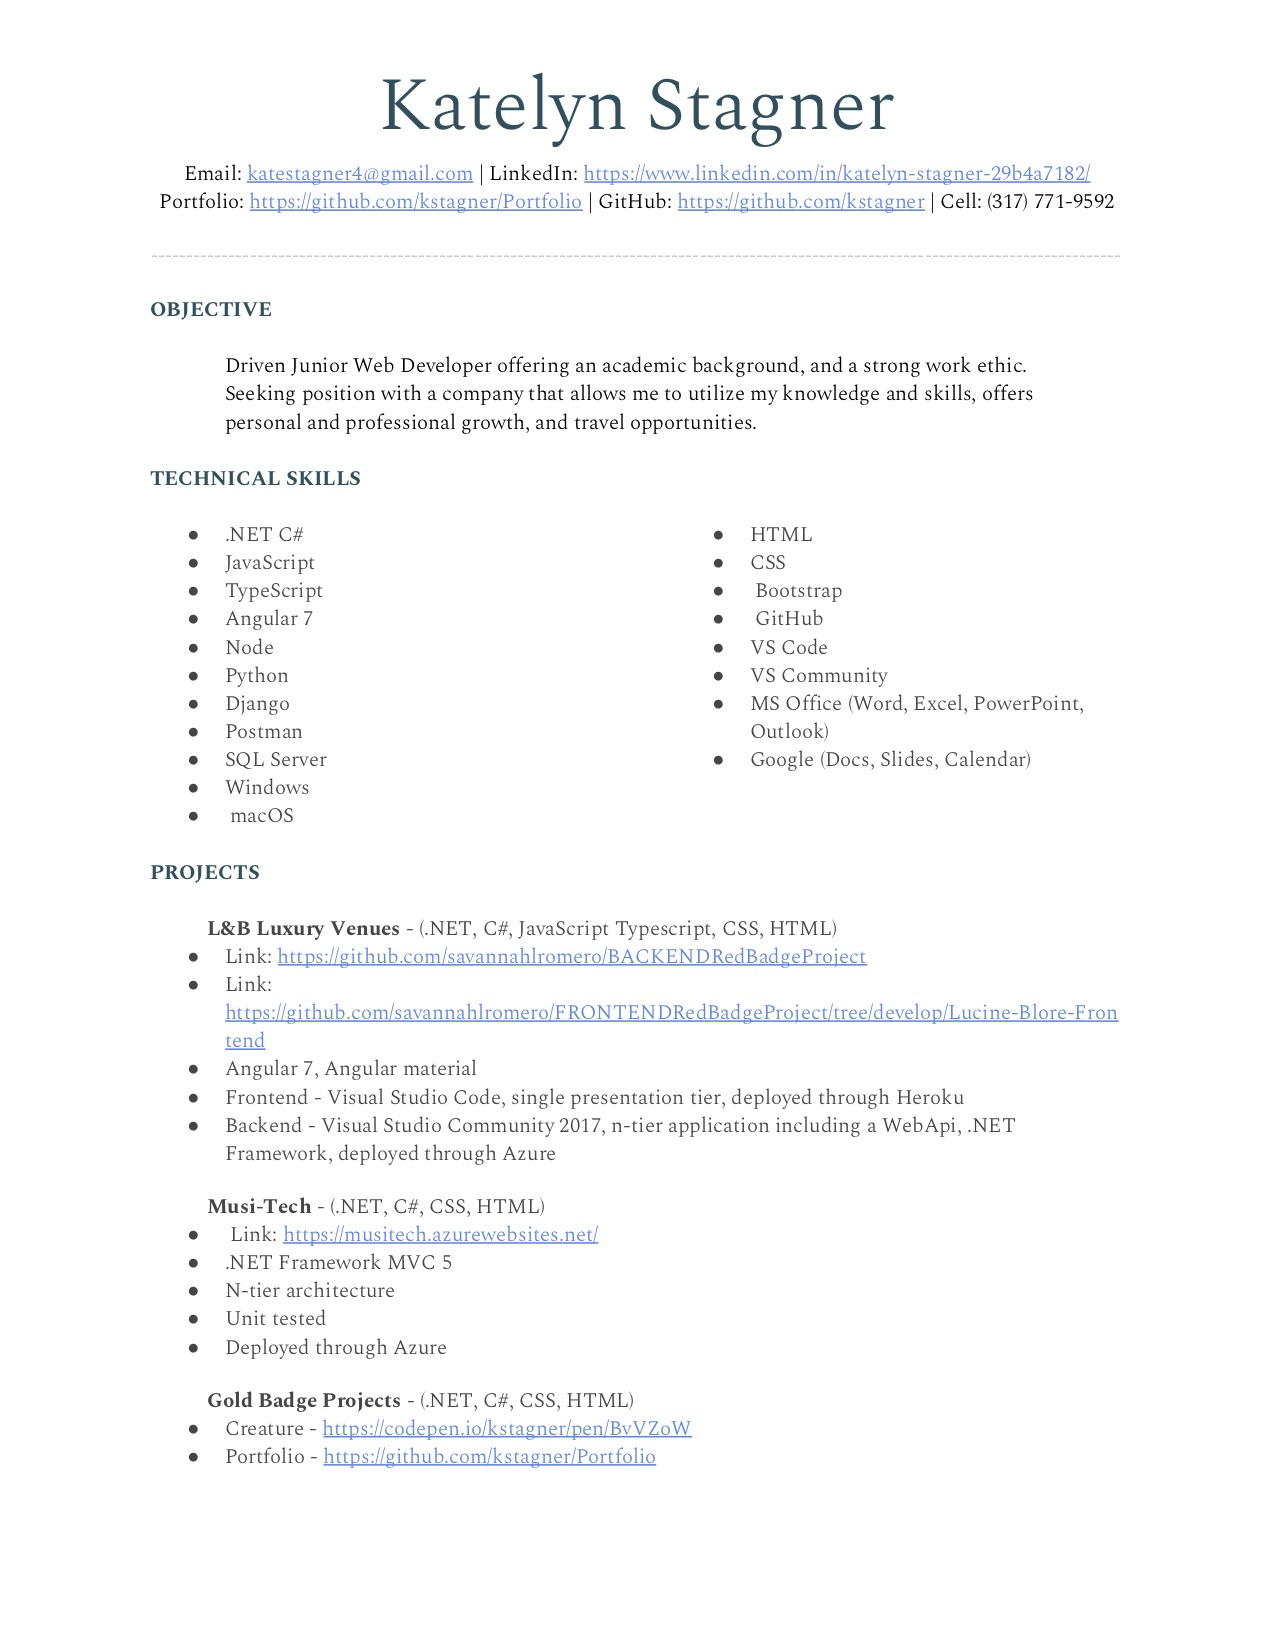 Katelyn Stagner
Email: katestagner4@gmail.com | LinkedIn: https://www.linkedin.com/in/katelyn-stagner-29b4a7182/
Portfolio: https://github.com/kstagner/Portfolio | GitHub: https://github.com/kstagner | Cell: (317) 771-9592
OBJECTIVE
Driven Junior Web Developer offering an academic background, and a strong work ethic.
Seeking position with a company that allows me to utilize my knowledge and skills, offers
personal and professional growth, and travel opportunities.
TECHNICAL SKILLS
● .NET C#
● JavaScript
● TypeScript
● Angular 7
● Node
● Python
● Django
● Postman
● SQL Server
● Windows
● macOS
● HTML
● CSS
● Bootstrap
● GitHub
● VS Code
● VS Community
● MS Office (Word, Excel, PowerPoint,
Outlook)
● Google (Docs, Slides, Calendar)
PROJECTS
L&B Luxury Venues - (.NET, C#, JavaScript Typescript, CSS, HTML)
● Link: https://github.com/savannahlromero/BACKENDRedBadgeProject
● Link:
https://github.com/savannahlromero/FRONTENDRedBadgeProject/tree/develop/Lucine-Blore-Fron
tend
● Angular 7, Angular material
● Frontend - Visual Studio Code, single presentation tier, deployed through Heroku
● Backend - Visual Studio Community 2017, n-tier application including a WebApi, .NET
Framework, deployed through Azure
Musi-Tech - (.NET, C#, CSS, HTML)
● Link: https://musitech.azurewebsites.net/
● .NET Framework MVC 5
● N-tier architecture
● Unit tested
● Deployed through Azure
Gold Badge Projects - (.NET, C#, CSS, HTML)
● Creature - https://codepen.io/kstagner/pen/BvVZoW
● Portfolio - https://github.com/kstagner/Portfolio